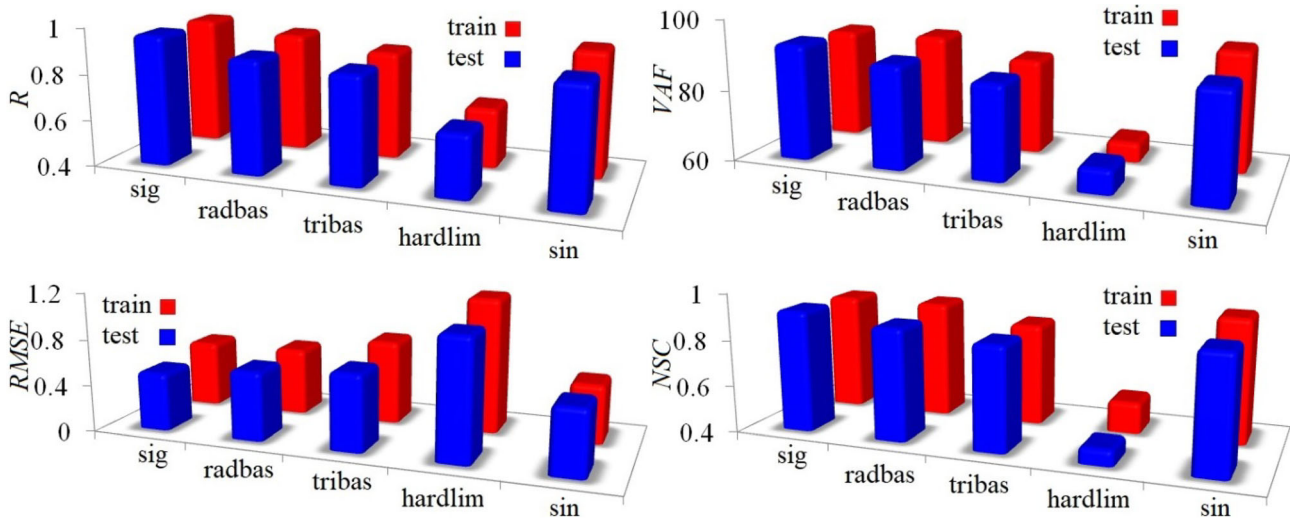 1
0.8
0.6
0.4
R
train
test
sig
radbas
tribas
hardlim
sin
100
80
60
VAF
train
test
sig
radbas
tribas
hardlim
sin
1.2
0.8
0.4
0
RMSE
train
test
sig
radbas
tribas
hardlim
sin
1
0.8
0.6
0.4
NSC
train
test
sig
radbas
tribas
hardlim
sin